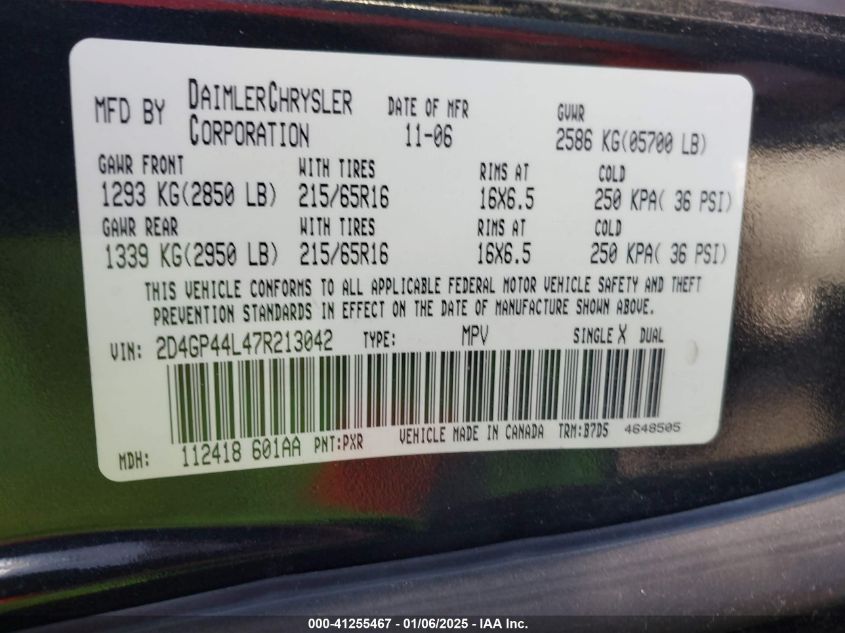 MFD BY DAIMLERCHRYSLER CORPORATION DATE OF MFR 11-06 GVWR 2586 KG(05700 LB)
GAWR FRONT WITH TIRES RIMS AT COLD
1293 KG(2850 LB) 215/65R16 16X6.5 250 KPA( 36 PSI)
GAWR REAR WITH TIRES RIMS AT COLD
1339 KG(2950 LB) 215/65R16 16X6.5 250 KPA( 36 PSI)
THIS VEHICLE CONFORMS TO ALL APPLICABLE FEDERAL MOTOR VEHICLE SAFETY AND THEFT
PREVENTION STANDARDS IN EFFECT ON THE DATE OF MANUFACTURE SHOWN ABOVE.
VIN: 2D4GP44L47R213042 TYPE: MPV SINGLE X DUAL
MDH: 112418 601AA PNT:PXR VEHICLE MADE IN CANADA TRM:B7D5 4648505
000-41255467 - 01/06/2025 - IAA Inc.